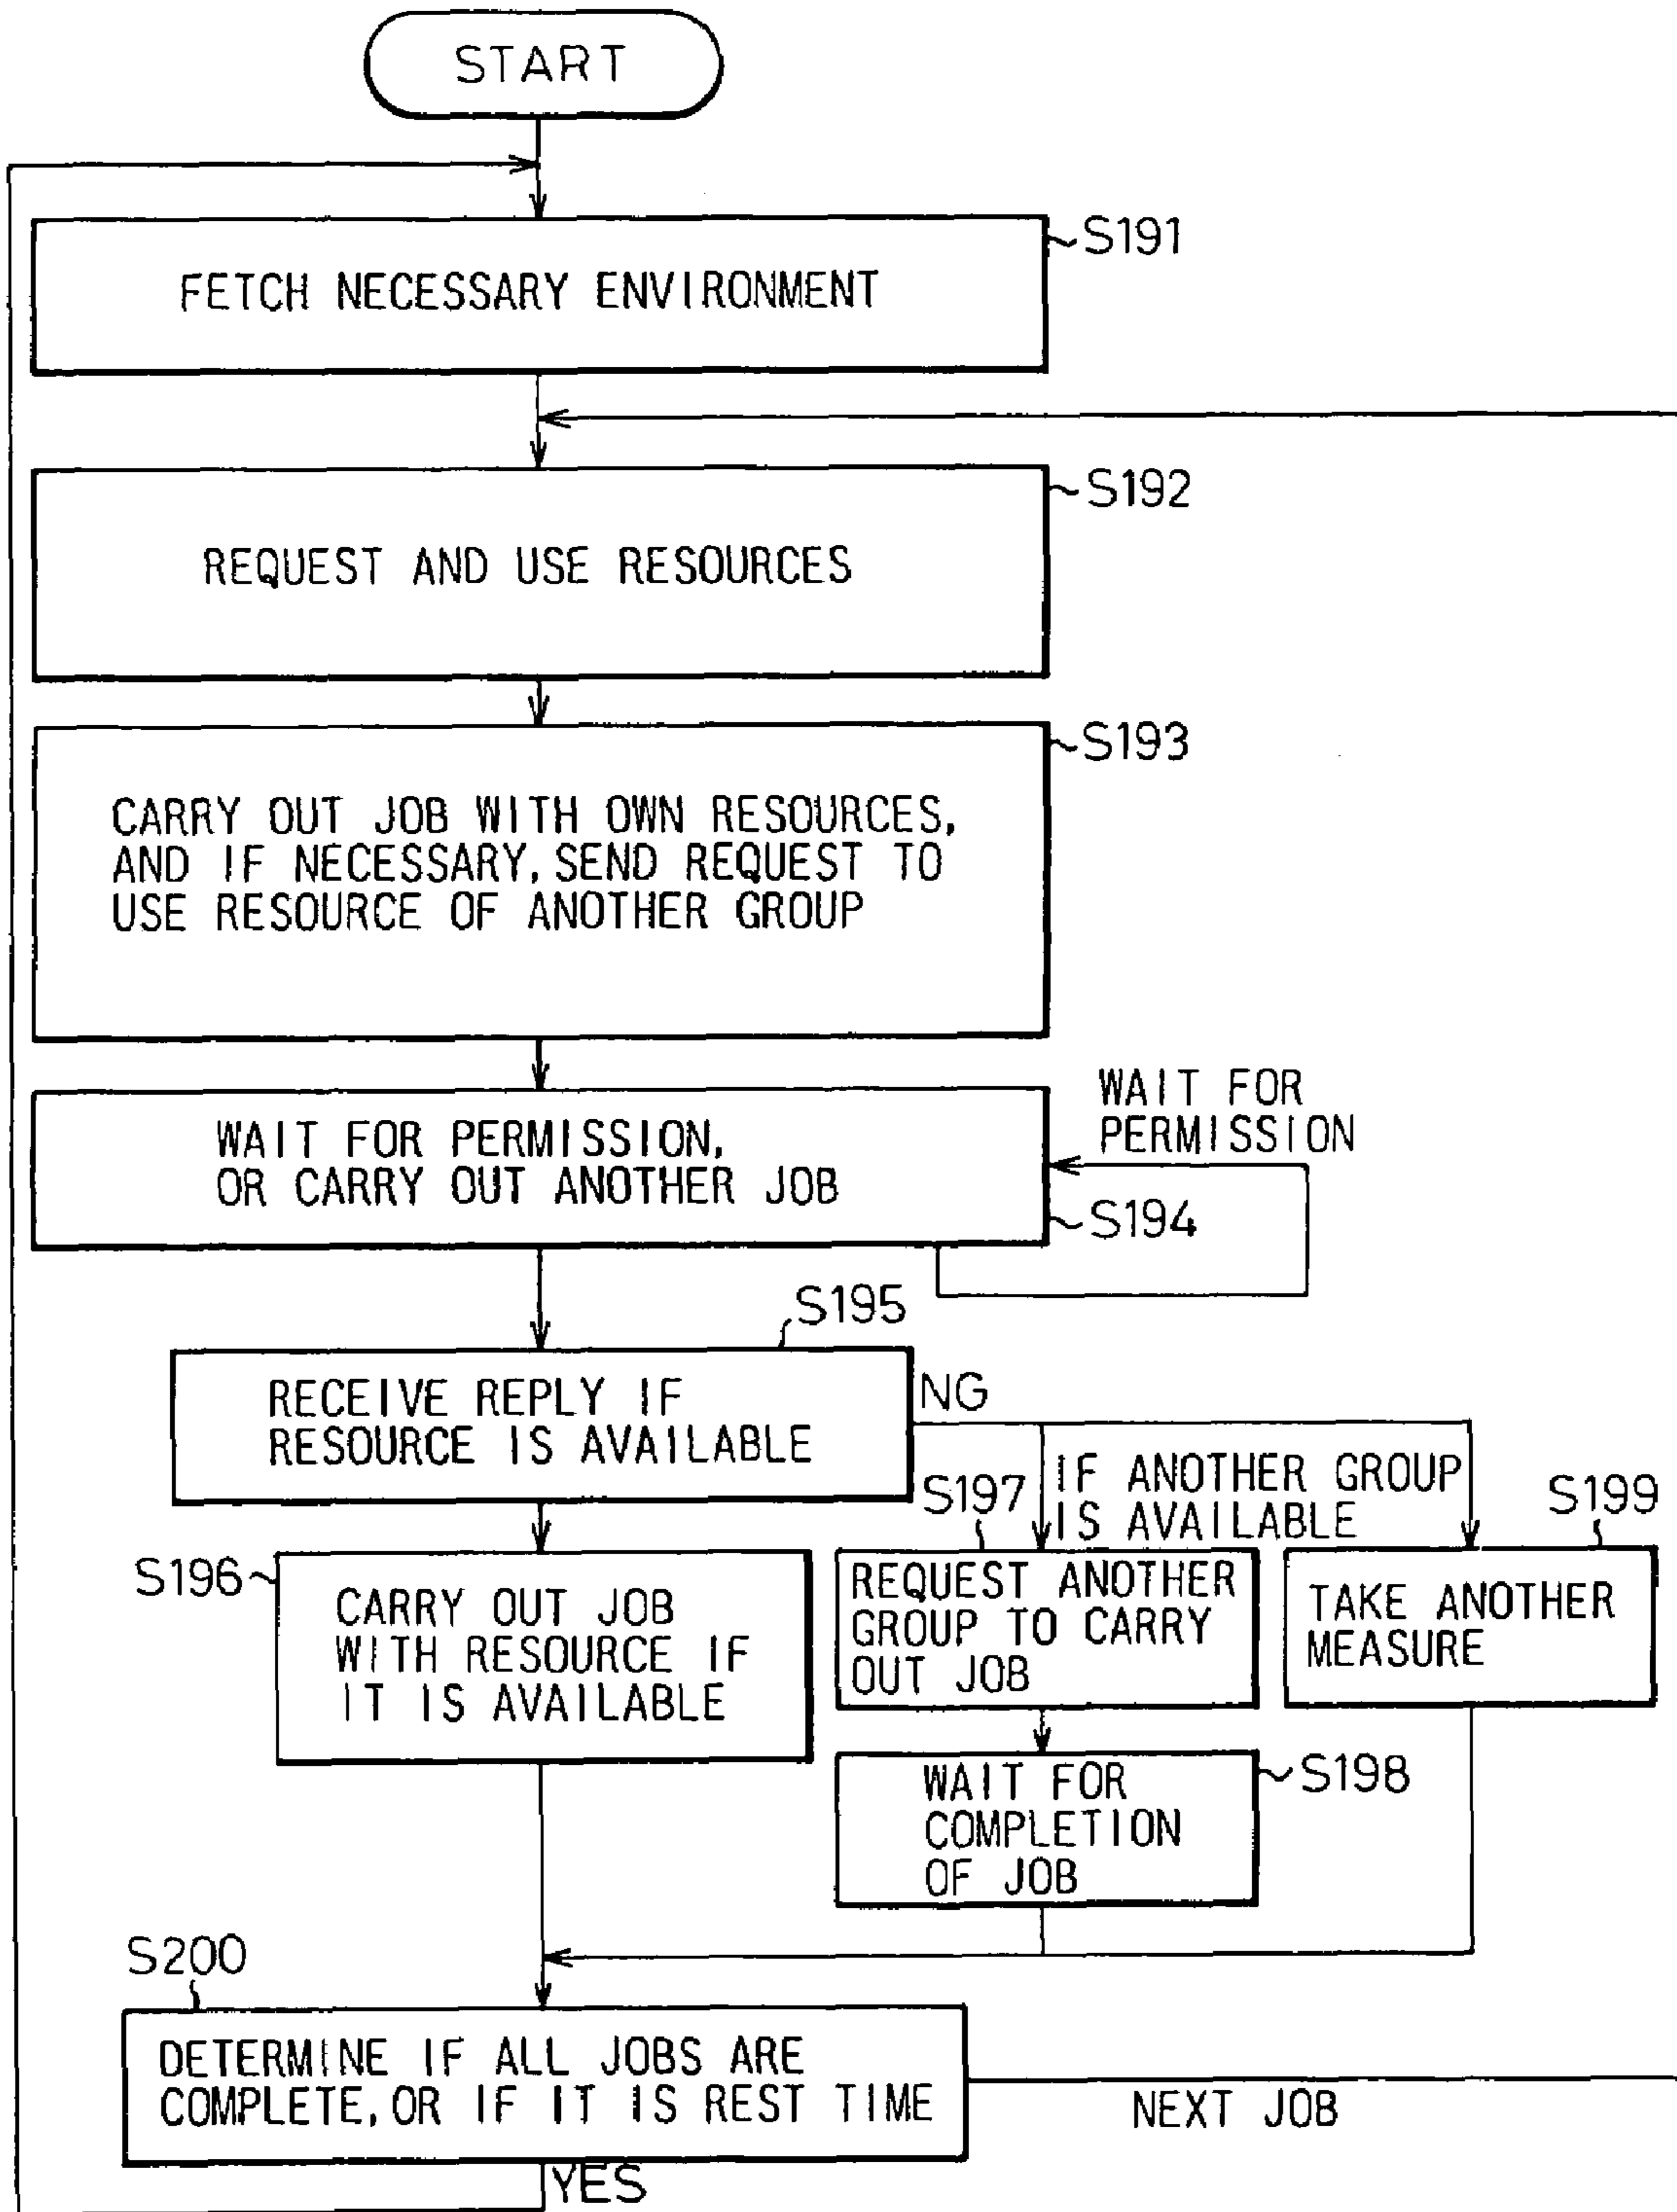 START
S191
FETCH NECESSARY ENVIRONMENT
S192
REQUEST AND USE RESOURCES
S193
CARRY OUT JOB WITH OWN RESOURCES,
AND IF NECESSARY, SEND REQUEST TO
USE RESOURCE OF ANOTHER GROUP
WAIT FOR
PERMISSION
WAIT FOR PERMISSION,
OR CARRY OUT ANOTHER JOB
S194
S195
RECEIVE REPLY IF
RESOURCE IS AVAILABLE
NG
IF ANOTHER GROUP
IS AVAILABLE
S197
S199
S196
CARRY OUT JOB
WITH RESOURCE IF
IT IS AVAILABLE
REQUEST ANOTHER
GROUP TO CARRY
OUT JOB
TAKE ANOTHER
MEASURE
WAIT FOR
COMPLETION
OF JOB
S198
S200
DETERMINE IF ALL JOBS ARE
COMPLETE, OR IF IT IS REST TIME
NEXT JOB
YES